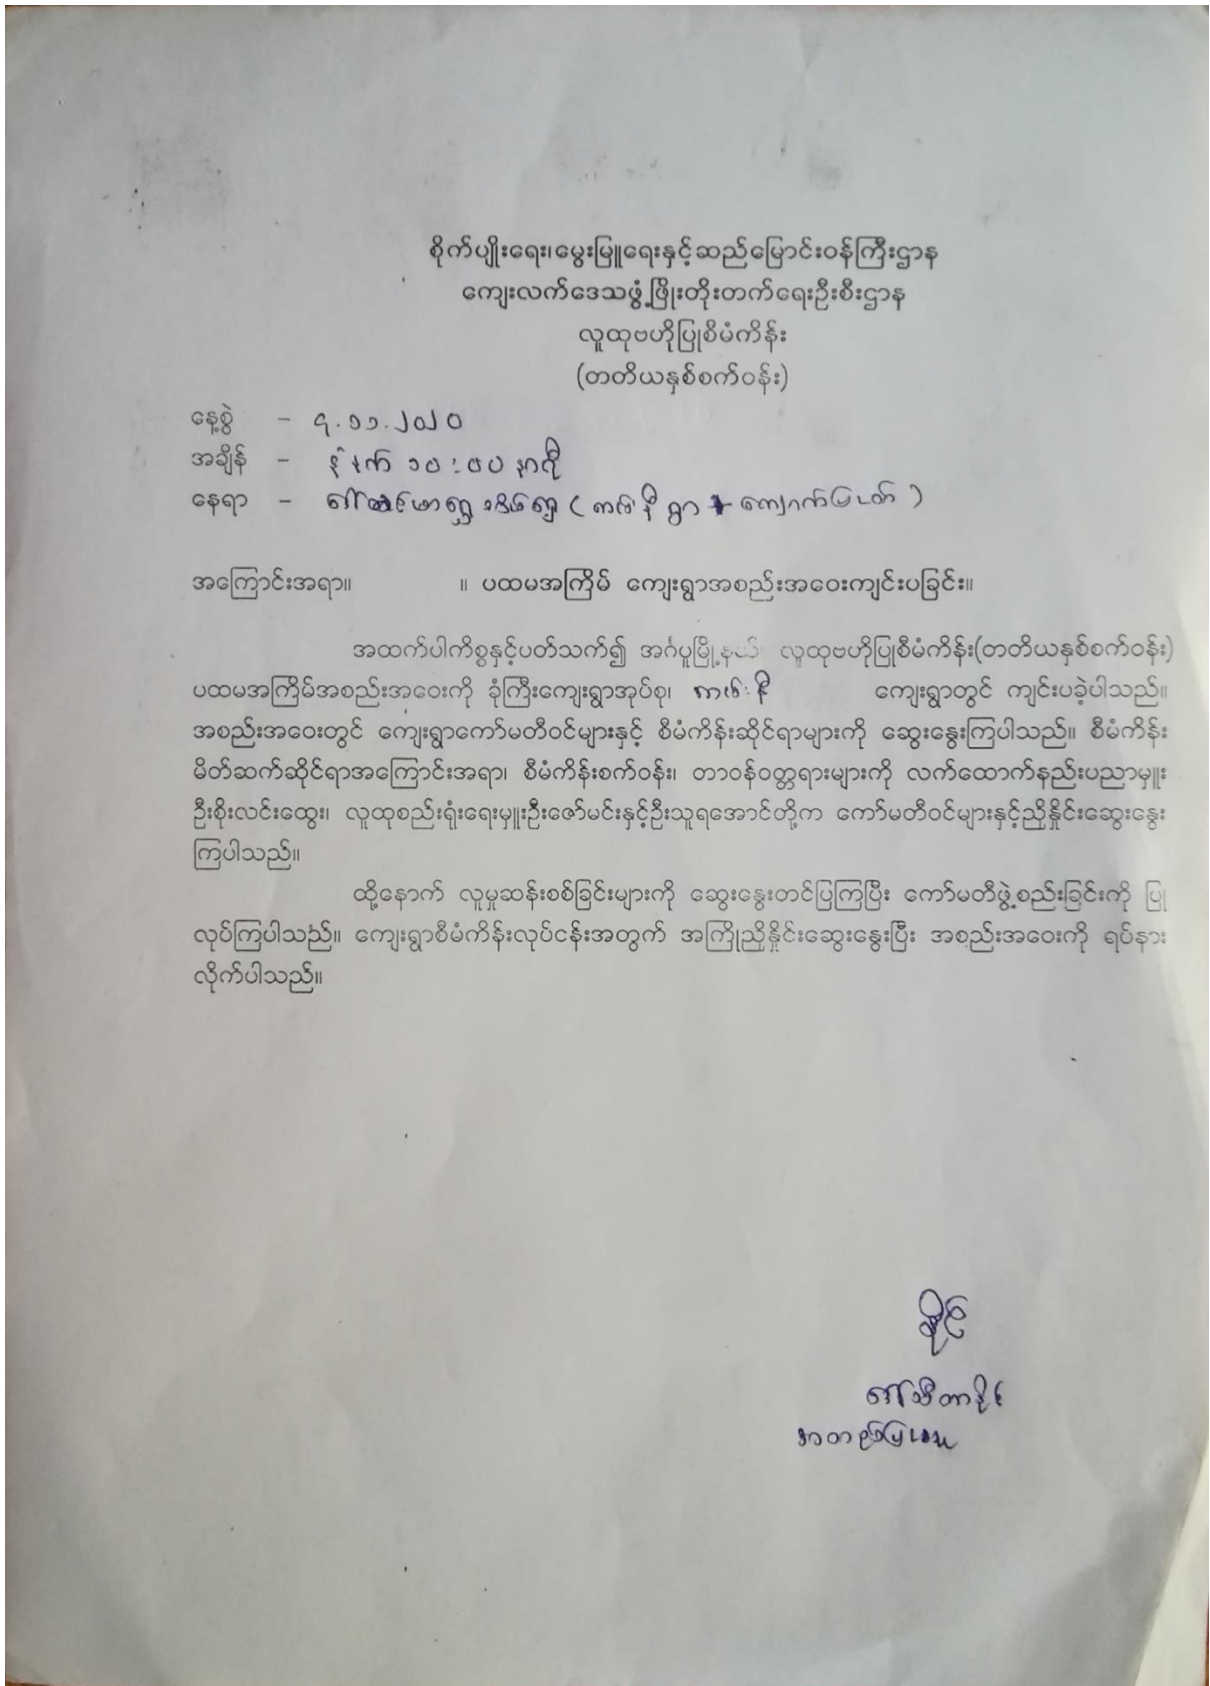 စိုက်ပျိုးရေး၊မွေးမြူရေးနှင့်ဆည်မြောင်းဝန်ကြီးဌာန
ကျေးလက်ဒေသဖွံ့ဖြိုးတိုးတက်ရေးဦးစီးဌာန
လူထုဗဟိုပြုစီမံကိန်း
(တတိယနှစ်စက်ဝန်း)
နေ့စွဲ - ၎.၁၁.၂၀၂၀
အချိန် - နံနက် ၁၀:၀၀ နာရီ
နေရာ -
အကြောင်းအရာ။ ။ ပထမအကြိမ် ကျေးရွာအစည်းအဝေးကျင်းပခြင်း။
အထက်ပါကိစ္စနှင့်ပတ်သက်၍ အင်္ဂပူမြို့နယ် လူထုဗဟိုပြုစီမံကိန်း(တတိယနှစ်စက်ဝန်း)
ပထမအကြိမ်အစည်းအဝေးကို ခုံကြီးကျေးရွာအုပ်စု၊ ကျေးရွာတွင် ကျင်းပခဲ့ပါသည်။
အစည်းအဝေးတွင် ကျေးရွာကော်မတီဝင်များနှင့် စီမံကိန်းဆိုင်ရာများကို ဆွေးနွေးကြပါသည်။ စီမံကိန်း
မိတ်ဆက်ဆိုင်ရာအကြောင်းအရာ၊ စီမံကိန်းစက်ဝန်း၊ တာဝန်ဝတ္တရားများကို လက်ထောက်နည်းပညာမှူး
ဦးစိုးလင်းထွေး၊ လူထုစည်းရုံးရေးမှူးဦးဇော်မင်းနှင့်ဦးသူရအောင်တို့က ကော်မတီဝင်များနှင့်ညှိနှိုင်းဆွေးနွေး
ကြပါသည်။
ထို့နောက် လူမှုဆန်းစစ်ခြင်းများကို ဆွေးနွေးတင်ပြကြပြီး ကော်မတီဖွဲ့စည်းခြင်းကို ပြု
လုပ်ကြပါသည်။ ကျေးရွာစီမံကိန်းလုပ်ငန်းအတွက် အကြိုညှိနှိုင်းဆွေးနွေးပြီး အစည်းအဝေးကို ရပ်နား
လိုက်ပါသည်။
ဒေါ်သီတာနိုင်